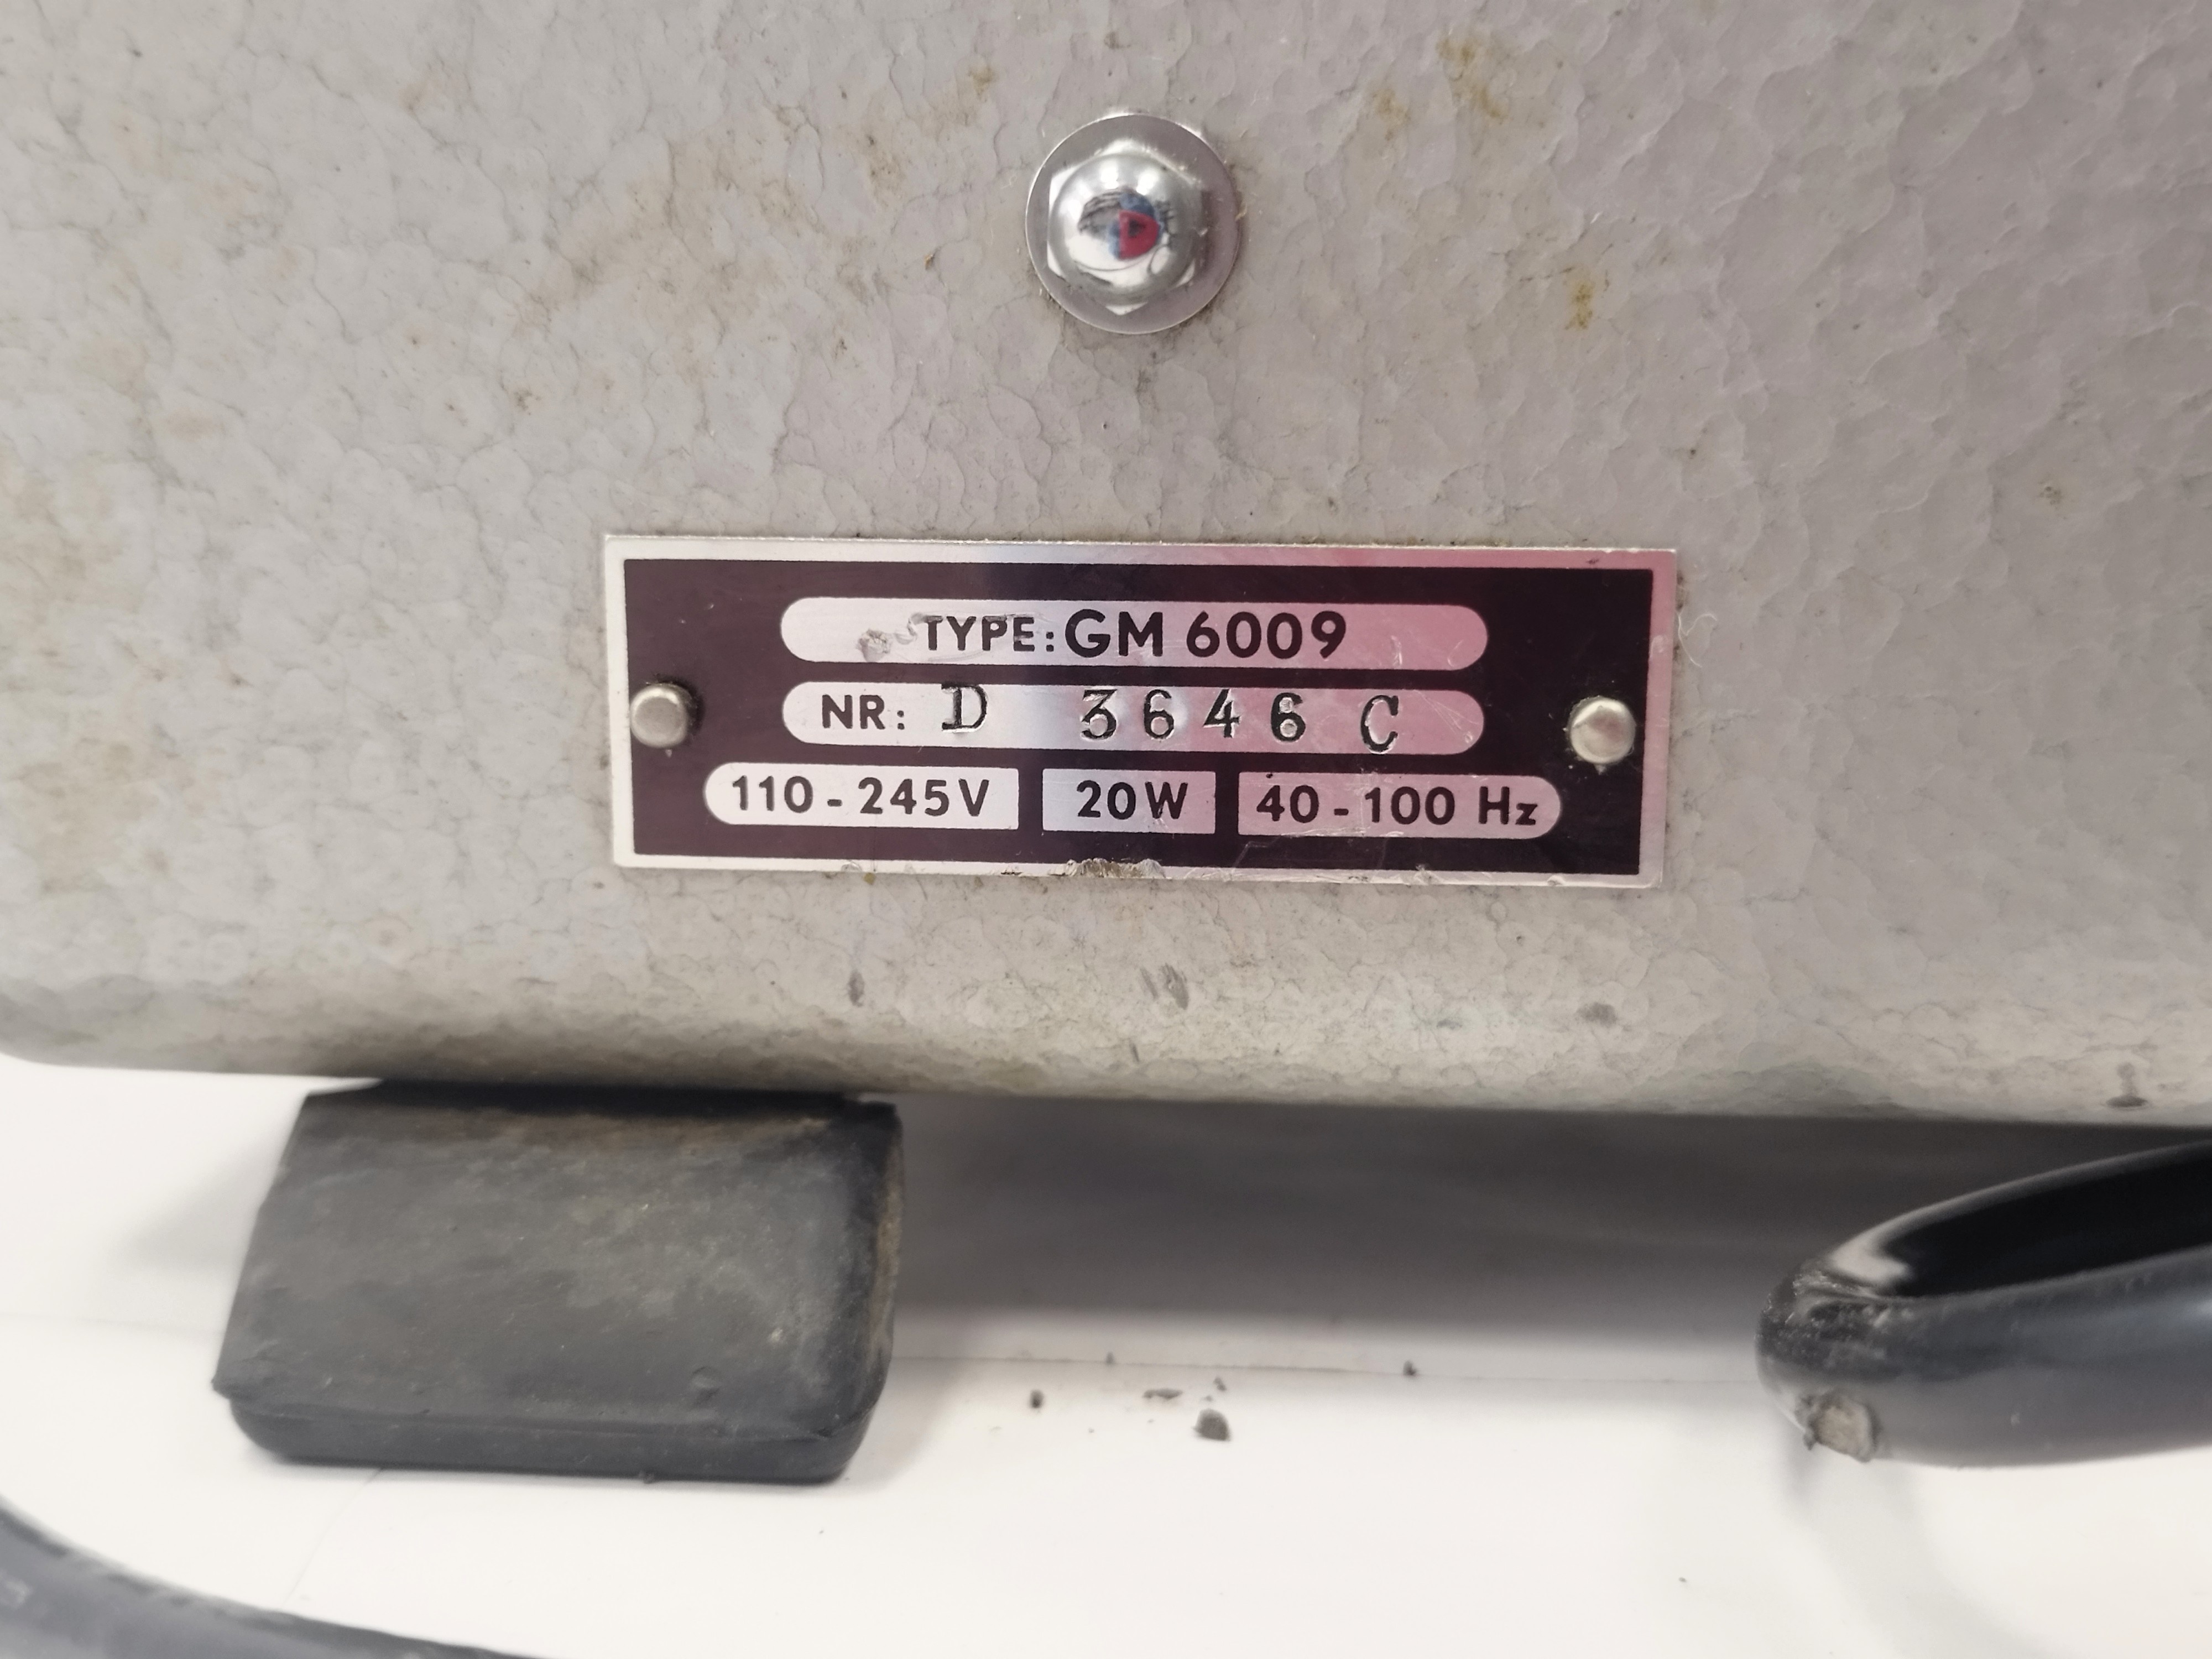 TYPE: GM 6009
NR: D 3646 C
110-245V 20W 40-100 Hz